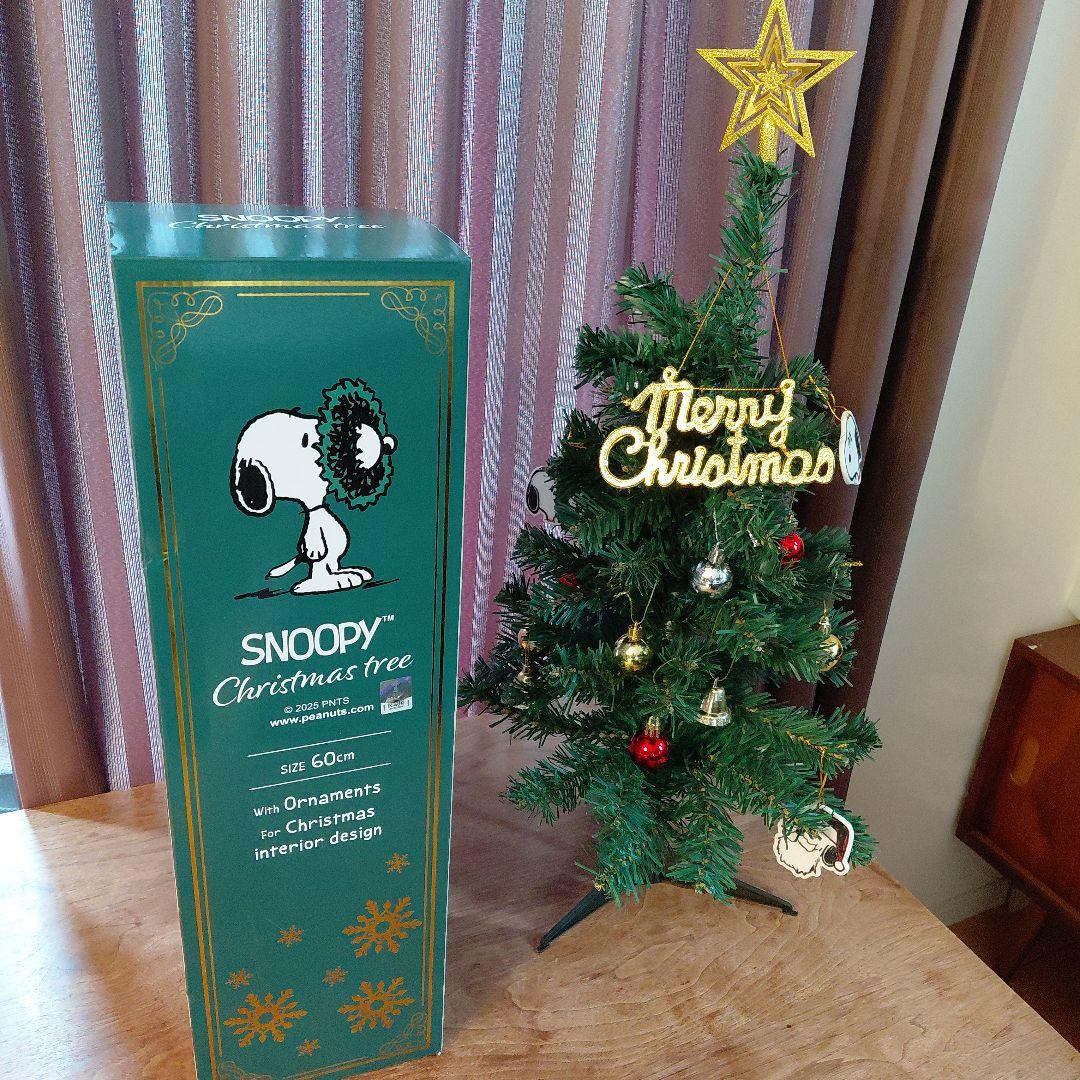 SNOOPY
Christmas tree
SNOOPY™
Christmas tree
© 2025 PNTS
www.peanuts.com
SIZE 60cm
With Ornaments
For Christmas
interior design
Merry
Christmas